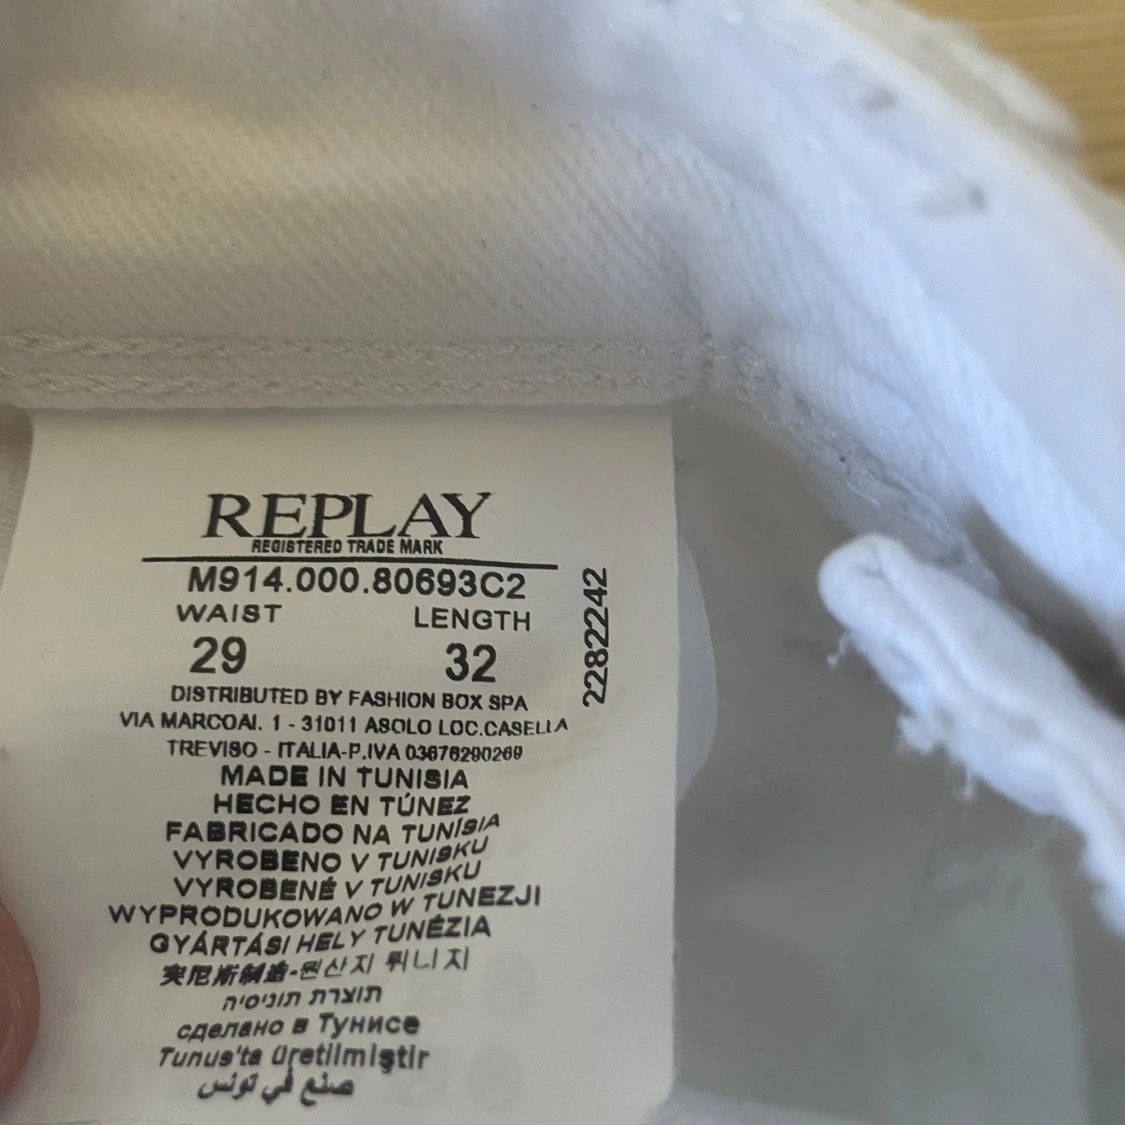 REPLAY
REGISTERED TRADE MARK
M914.000.80693C2
WAIST LENGTH
29 32
2282242
DISTRIBUTED BY FASHION BOX SPA
VIA MARCOAI. 1 - 31011 ASOLO LOC.CASELLA
TREVISO - ITALIA-P.IVA 03676290269
MADE IN TUNISIA
HECHO EN TÚNEZ
FABRICADO NA TUNÍSIA
VYROBENO V TUNISKU
VYROBENÉ V TUNISKU
WYPRODUKOWANO W TUNEZJI
GYÁRTÁSI HELY TUNÉZIA
突尼斯制造-원산지 튀니지
תוצרת תוניסיה
сделано в Тунисе
Tunus'ta üretilmiştir
صنع في تونس